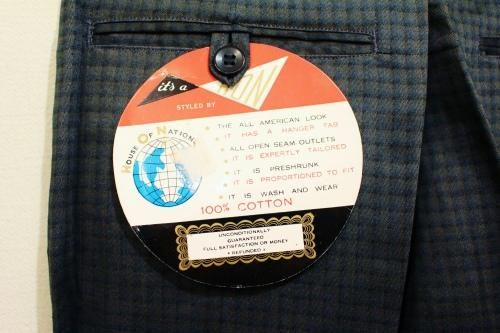 it's a
HON
STYLED BY
HOUSE OF NATIONS
THE ALL AMERICAN LOOK
IT HAS A HANGER TAB
ALL OPEN SEAM OUTLETS
IT IS EXPERTLY TAILORED
IT IS PRESHRUNK
IT IS PROPORTIONED TO FIT
IT IS WASH AND WEAR
100% COTTON
UNCONDITIONALLY
GUARANTEED
FULL SATISFACTION OR MONEY
• REFUNDED •